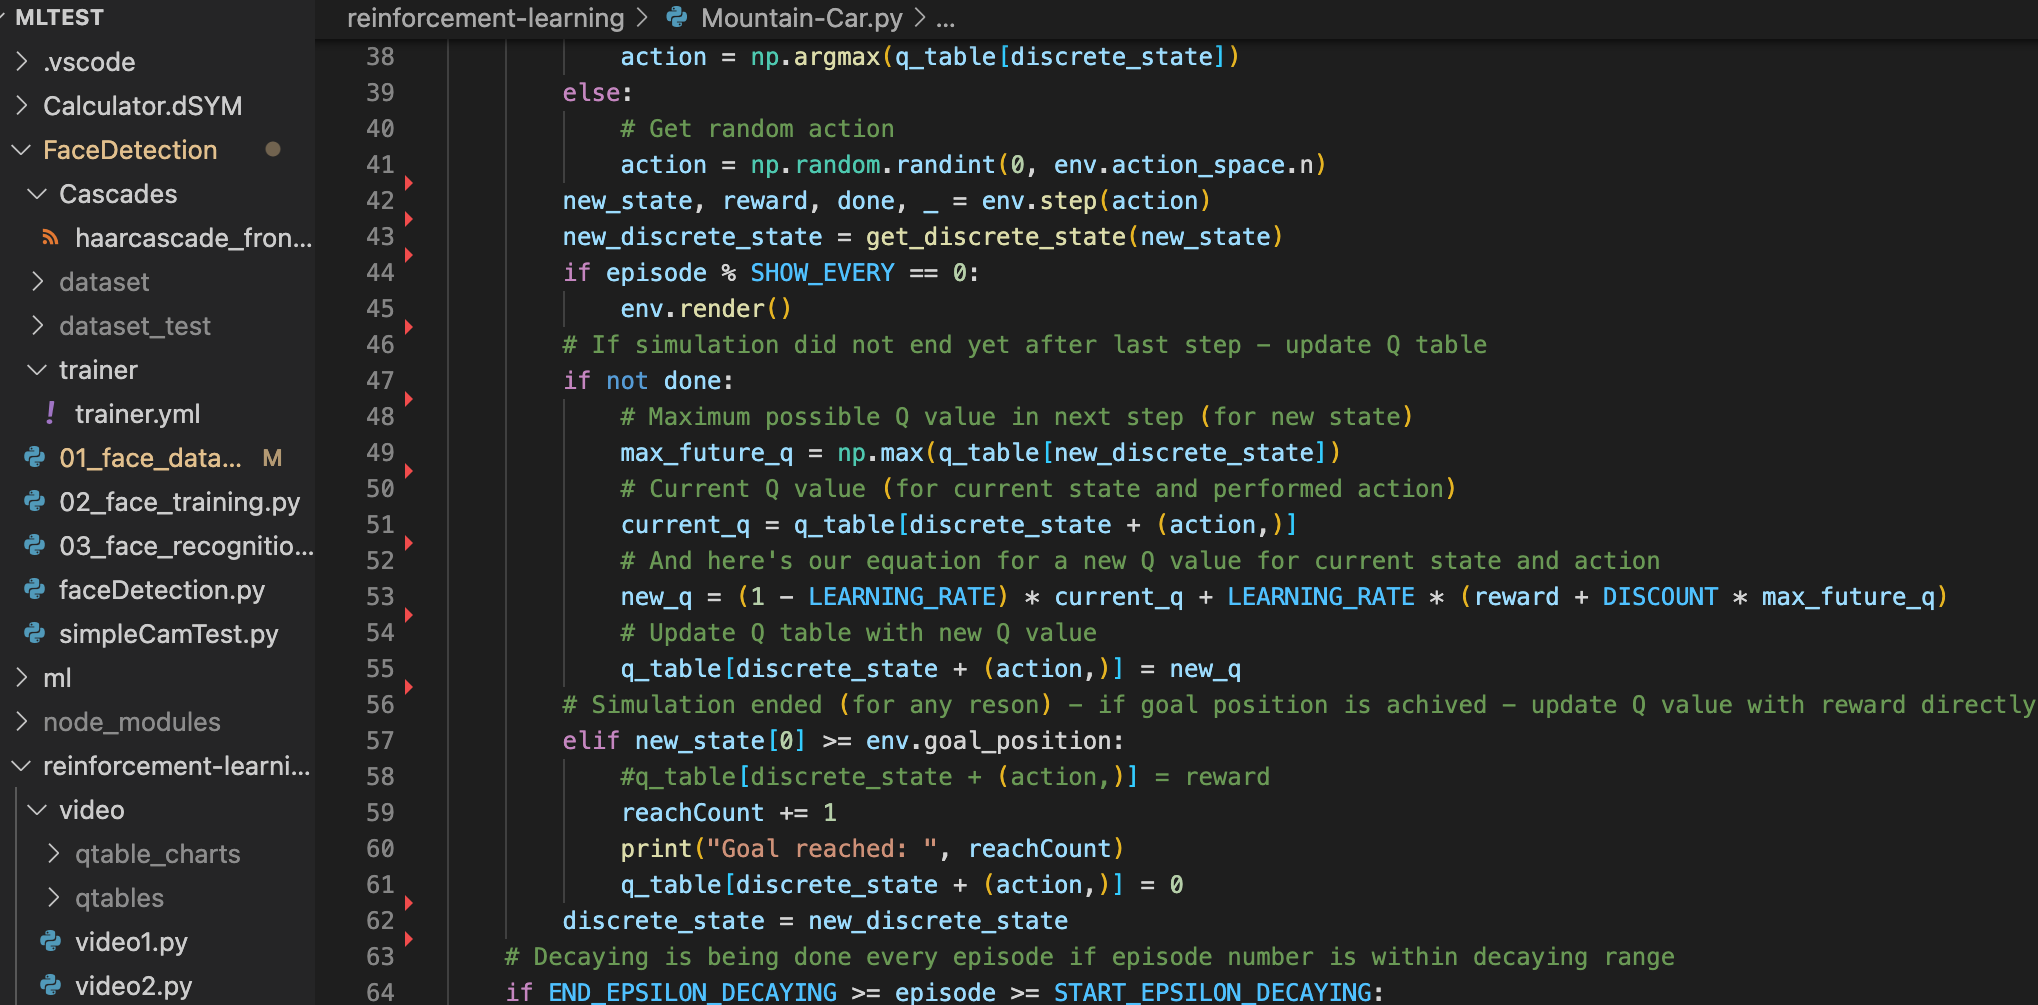 MLTEST
.vscode
Calculator.dSYM
FaceDetection
Cascades
haarcascade_fron...
dataset
dataset_test
trainer
! trainer.yml
01_face_data... M
02_face_training.py
03_face_recognitio...
faceDetection.py
simpleCamTest.py
ml
node_modules
reinforcement-learni...
video
qtable_charts
qtables
video1.py
video2.py
reinforcement-learning > Mountain-Car.py > ...
38 action = np.argmax(q_table[discrete_state])
39 else:
40 # Get random action
41 action = np.random.randint(0, env.action_space.n)
42 new_state, reward, done, _ = env.step(action)
43 new_discrete_state = get_discrete_state(new_state)
44 if episode % SHOW_EVERY == 0:
45 env.render()
46 # If simulation did not end yet after last step - update Q table
47 if not done:
48 # Maximum possible Q value in next step (for new state)
49 max_future_q = np.max(q_table[new_discrete_state])
50 # Current Q value (for current state and performed action)
51 current_q = q_table[discrete_state + (action,)]
52 # And here's our equation for a new Q value for current state and action
53 new_q = (1 - LEARNING_RATE) * current_q + LEARNING_RATE * (reward + DISCOUNT * max_future_q)
54 # Update Q table with new Q value
55 q_table[discrete_state + (action,)] = new_q
56 # Simulation ended (for any reson) - if goal position is achived - update Q value with reward directly
57 elif new_state[0] >= env.goal_position:
58 #q_table[discrete_state + (action,)] = reward
59 reachCount += 1
60 print("Goal reached: ", reachCount)
61 q_table[discrete_state + (action,)] = 0
62 discrete_state = new_discrete_state
63 # Decaying is being done every episode if episode number is within decaying range
64 if END_EPSILON_DECAYING >= episode >= START_EPSILON_DECAYING: